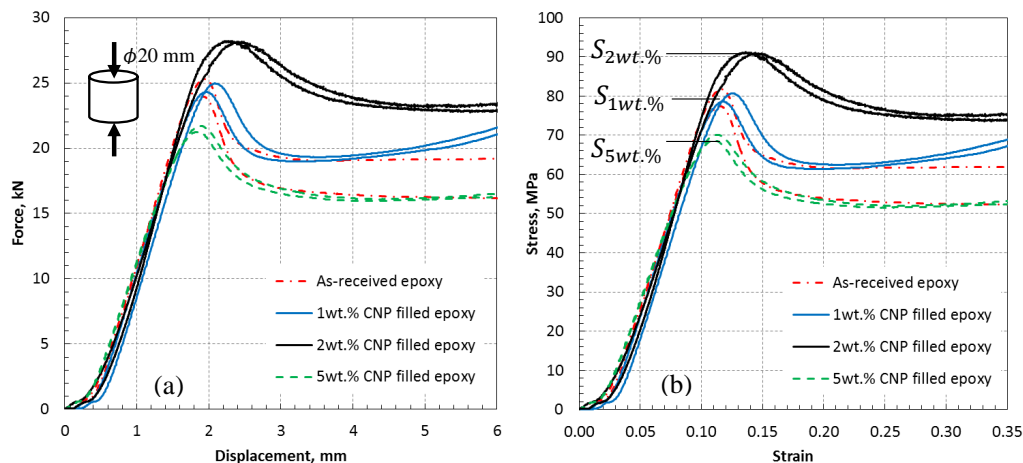 30
25
20
15
10
5
0
0
1
2
3
4
5
6
Force, kN
Displacement, mm
ϕ20 mm
As-received epoxy
1wt.% CNP filled epoxy
2wt.% CNP filled epoxy
5wt.% CNP filled epoxy
(a)
100
90
80
70
60
50
40
30
20
10
0
0.00
0.05
0.10
0.15
0.20
0.25
0.30
0.35
Stress, MPa
Strain
S2wt.%
S1wt.%
S5wt.%
As-received epoxy
1wt.% CNP filled epoxy
2wt.% CNP filled epoxy
5wt.% CNP filled epoxy
(b)